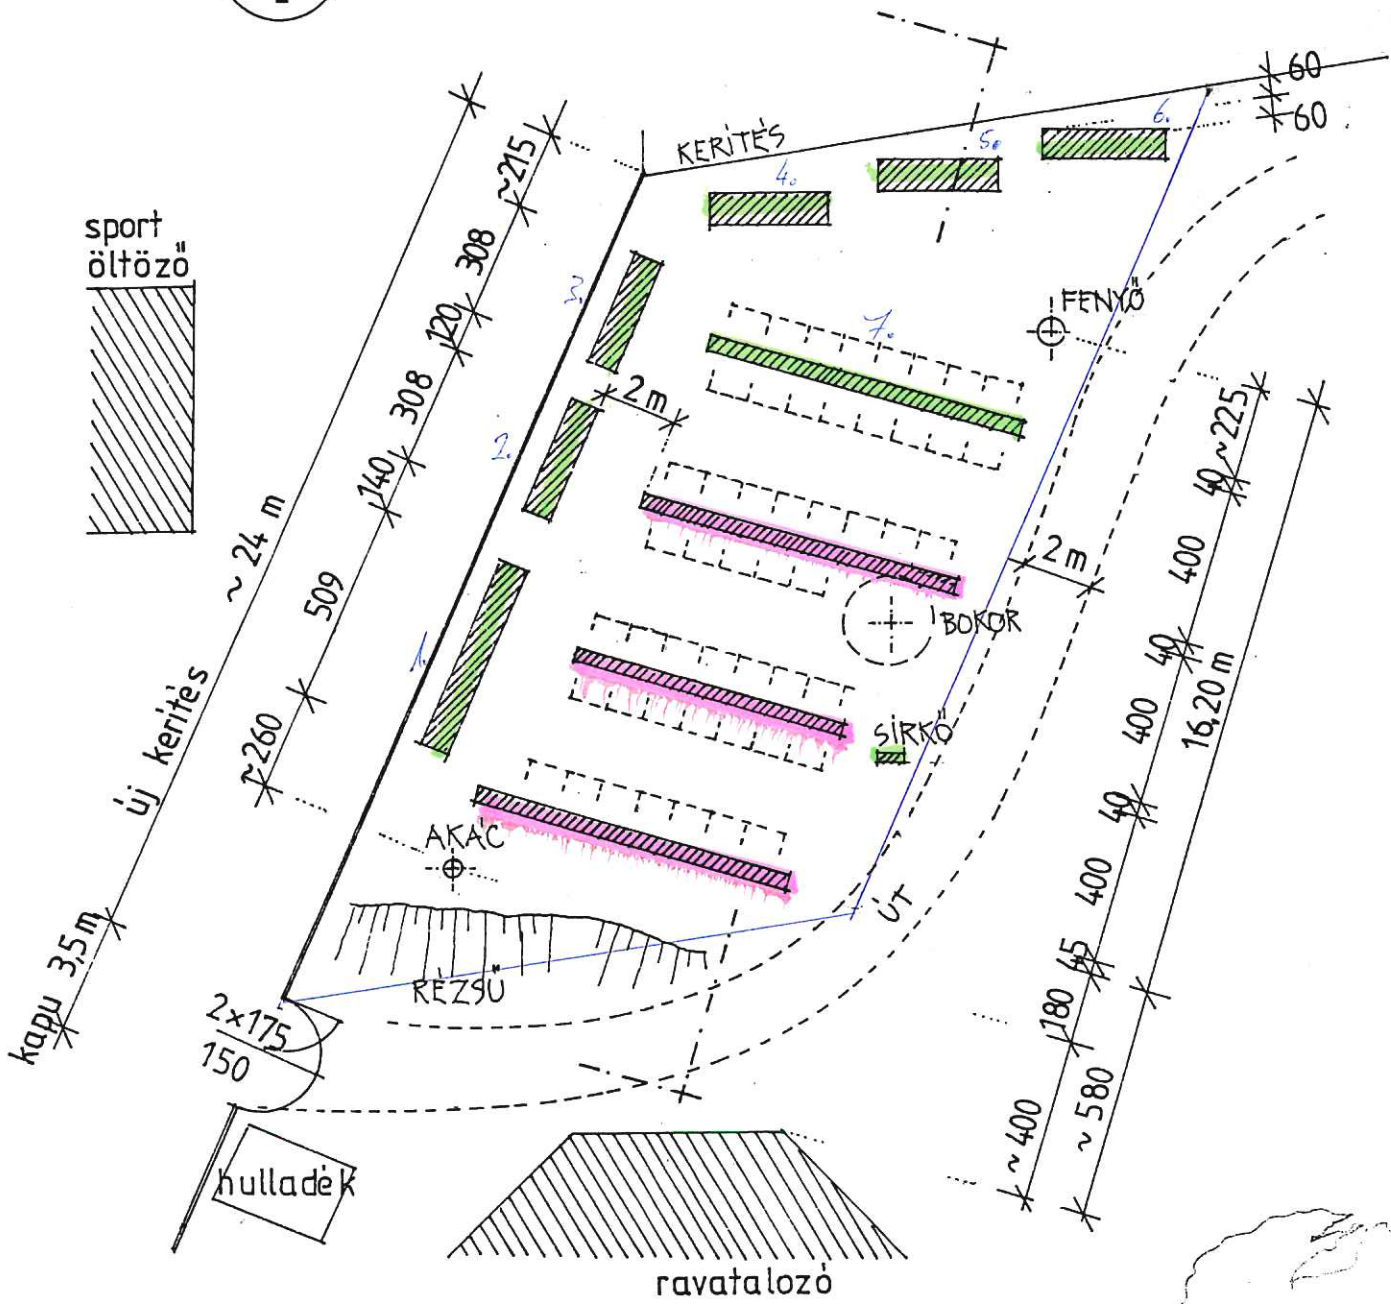 60
60
KERÍTÉS
4.
5.
6.
~215
308
120
308
140
509
~260
sport
öltöző
3.
2.
1.
7.
2 m
FENYŐ
~225
40
400
40
400
40
400
45
180
~400
16,20 m
~580
2 m
BOKOR
SÍRKŐ
~ 24 m
új kerítés
kapu 3,5 m
AKÁC
ÚT
RÉZSŰ
2×175
150
hulladék
ravatalozó